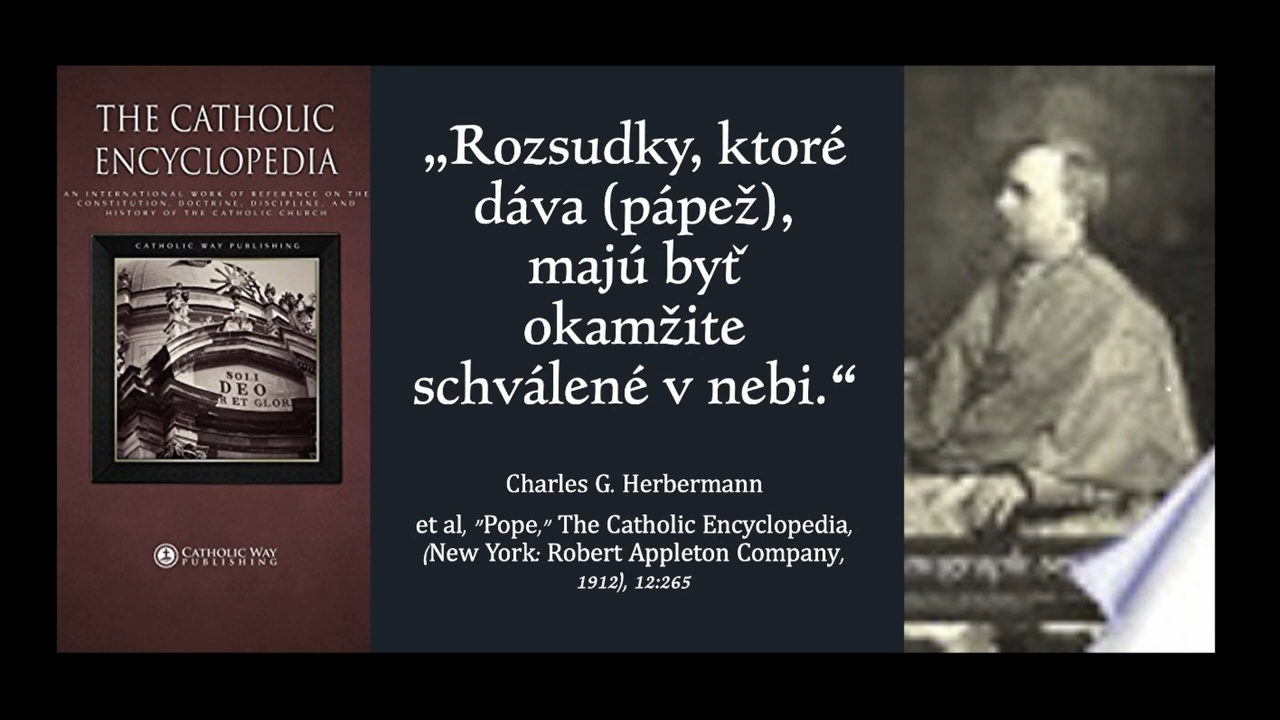 THE CATHOLIC
ENCYCLOPEDIA
AN INTERNATIONAL WORK OF REFERENCE ON THE
CONSTITUTION, DOCTRINE, DISCIPLINE, AND
HISTORY OF THE CATHOLIC CHURCH
CATHOLIC WAY PUBLISHING
SOLI
DEO
R ET GLOR
CATHOLIC WAY
PUBLISHING
„Rozsudky, ktoré
dáva (pápež),
majú byť
okamžite
schválené v nebi.“
Charles G. Herbermann
et al, "Pope," The Catholic Encyclopedia,
(New York: Robert Appleton Company,
1912), 12:265